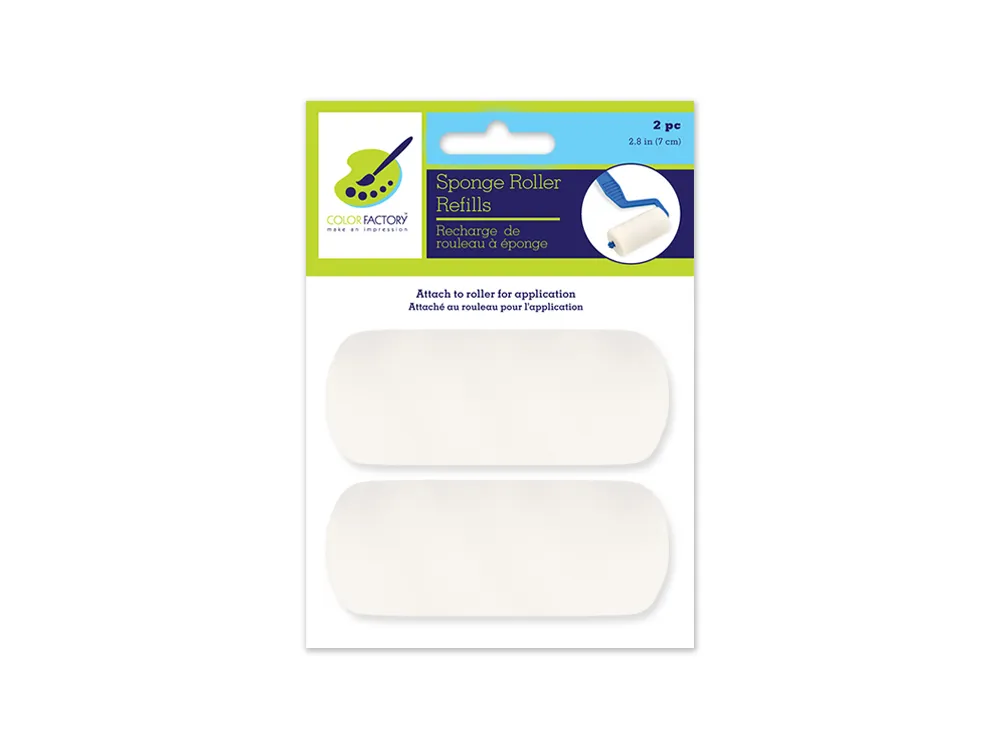 2 pc
2.8 in (7 cm)
Sponge Roller
Refills
Recharge de
rouleau à éponge
COLOR FACTORY™
make an impression
Attach to roller for application
Attaché au rouleau pour l'application